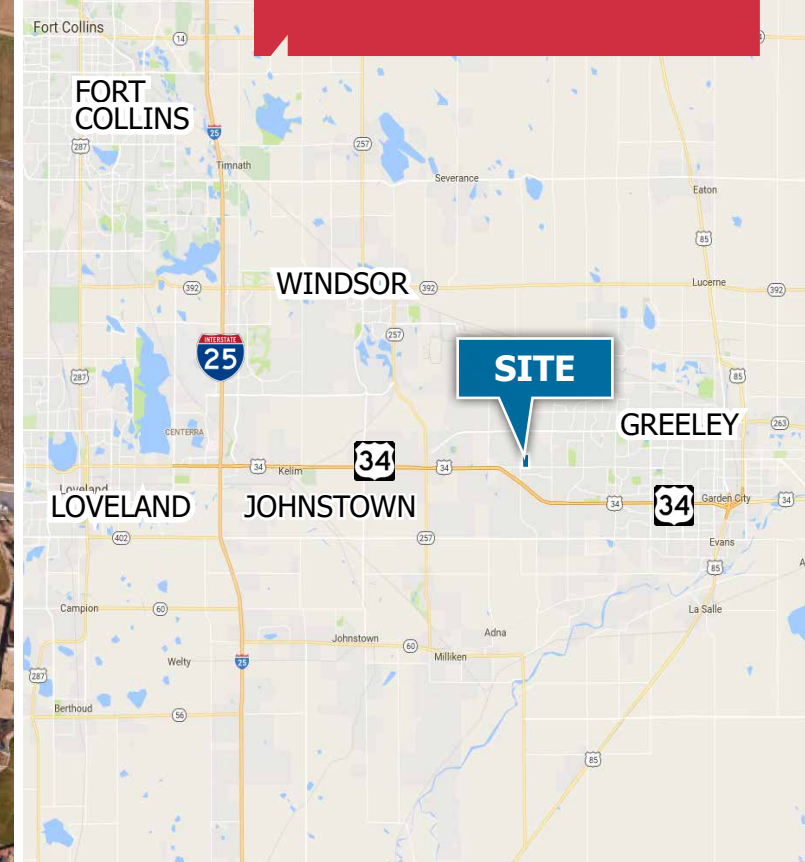 Fort Collins
14
FORT
COLLINS
25
287
257
Timnath
Severance
Eaton
85
WINDSOR
392
392
Lucerne
392
257
INTERSTATE
25
SITE
287
85
GREELEY
263
CENTERRA
34
Kelim
34
34
Loveland
LOVELAND
JOHNSTOWN
34
34
Garden City
34
402
257
Evans
85
Campion
60
La Salle
Johnstown
60
Adna
Milliken
Welty
25
287
Berthoud
56
85